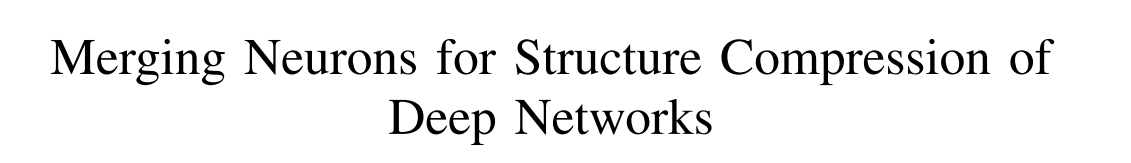 Merging Neurons for Structure Compression of
Deep Networks